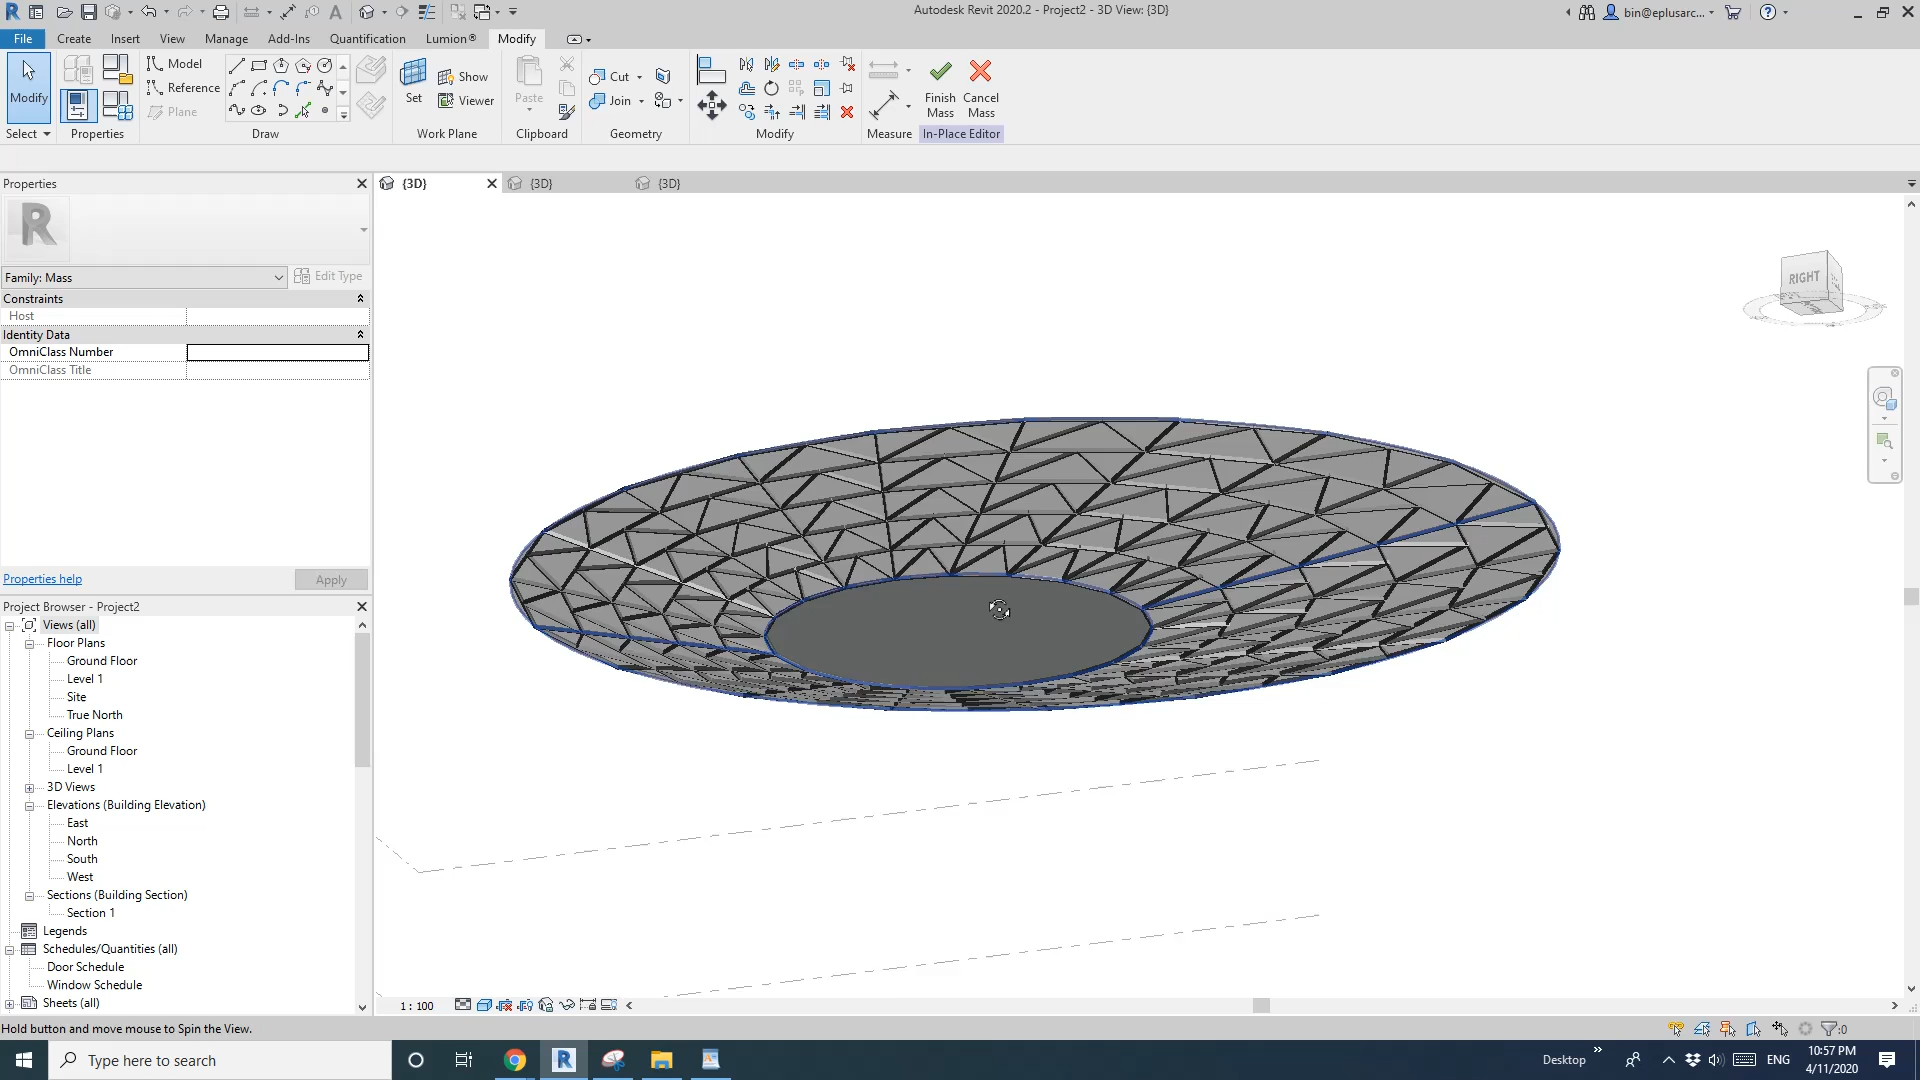 Autodesk Revit 2020.2 - Project2 - 3D View: {3D}
bin@eplusarc...
File Create Insert View Manage Add-Ins Quantification Lumion® Modify
Modify
Select
Properties
Model
Reference
Plane
Draw
Set
Show
Viewer
Work Plane
Paste
Clipboard
Cut
Join
Geometry
Modify
Measure
Finish Mass
Cancel Mass
In-Place Editor
Properties
{3D}
{3D}
{3D}
R
Family: Mass
Edit Type
Constraints
Host
Identity Data
OmniClass Number
OmniClass Title
Properties help
Apply
Project Browser - Project2
Views (all)
Floor Plans
Ground Floor
Level 1
Site
True North
Ceiling Plans
Ground Floor
Level 1
3D Views
Elevations (Building Elevation)
East
North
South
West
Sections (Building Section)
Section 1
Legends
Schedules/Quantities (all)
Door Schedule
Window Schedule
Sheets (all)
RIGHT
1 : 100
Hold button and move mouse to Spin the View.
:0
Type here to search
Desktop
ENG
10:57 PM
4/11/2020